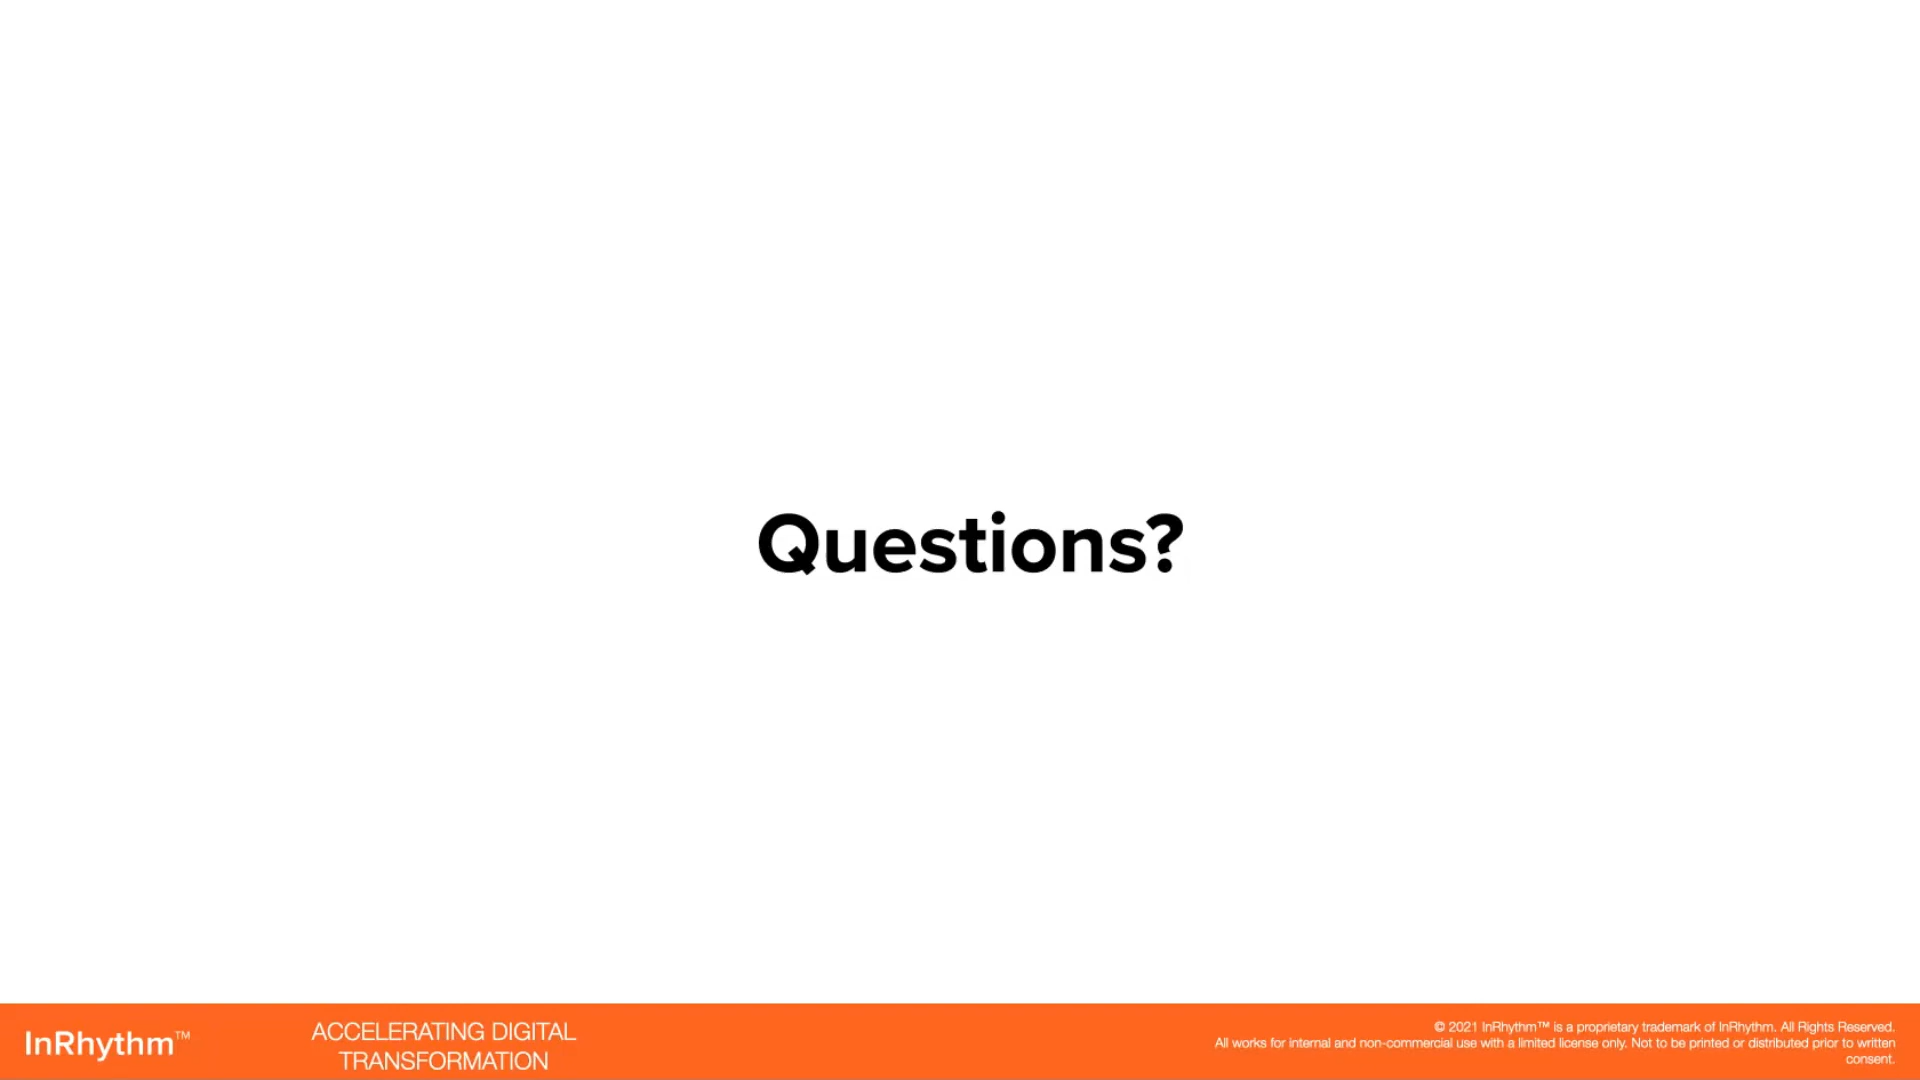 Questions?
InRhythm™
ACCELERATING DIGITAL
TRANSFORMATION
© 2021 InRhythm™ is a proprietary trademark of InRhythm. All Rights Reserved.
All works for internal and non-commercial use with a limited license only. Not to be printed or distributed prior to written
consent.